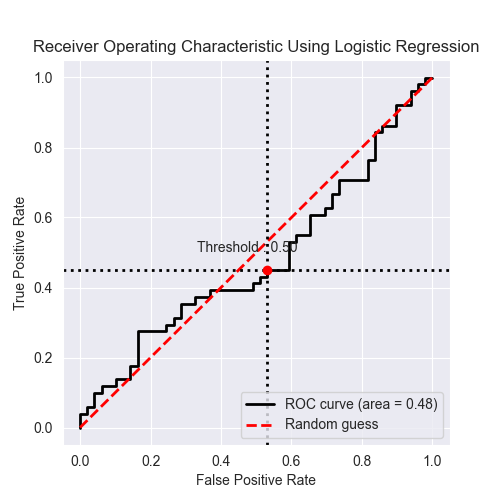 Receiver Operating Characteristic Using Logistic Regression
1.0
0.8
0.6
0.4
0.2
0.0
True Positive Rate
Threshold : 0.50
ROC curve (area = 0.48)
Random guess
0.0 0.2 0.4 0.6 0.8 1.0
False Positive Rate